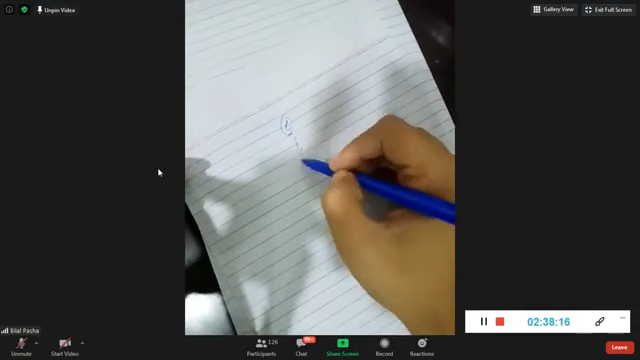 Unpin Video
Gallery View
Exit Full Screen
Bilal Pasha
02:38:16
126
99+
Unmute
Start Video
Participants
Chat
Share Screen
Record
Reactions
Leave